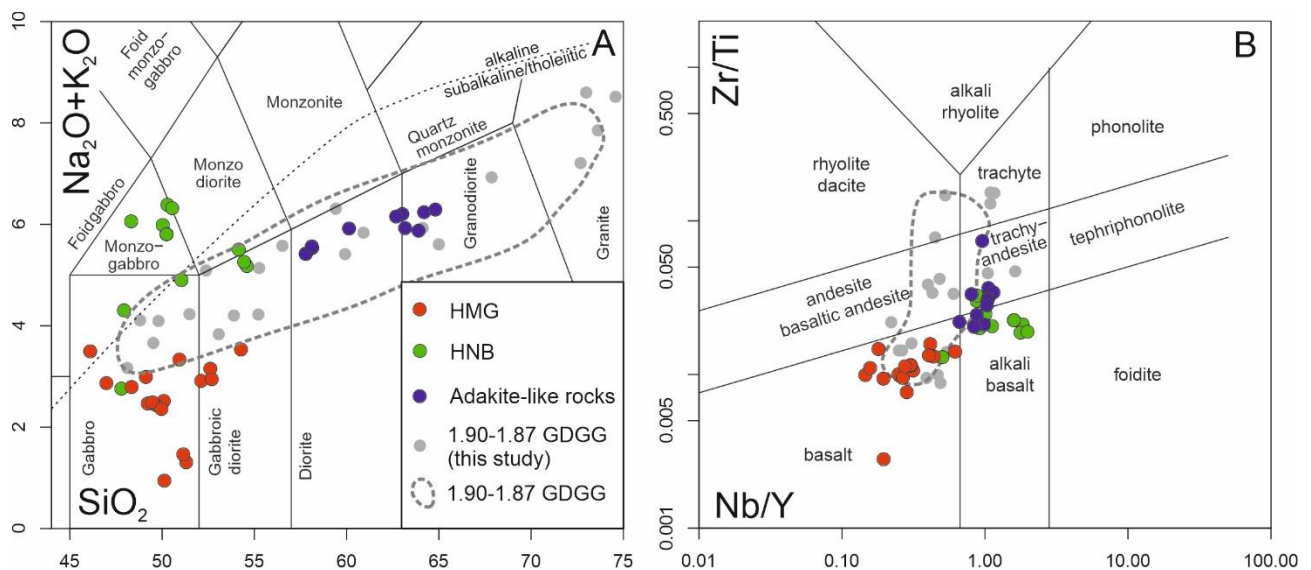 A
Na2O+K2O
SiO2
Foid
monzo-
gabbro
Foidgabbro
Monzo
diorite
Monzo-
gabbro
Monzonite
alkaline
subalkaline/tholeiitic
Quartz
monzonite
Granodiorite
Granite
Gabbro
Gabbroic
diorite
Diorite
HMG
HNB
Adakite-like rocks
1.90-1.87 GDGG
(this study)
1.90-1.87 GDGG
10
8
6
4
2
0
45 50 55 60 65 70 75
B
Zr/Ti
Nb/Y
alkali
rhyolite
phonolite
rhyolite
dacite
trachyte
trachy-
andesite
tephriphonolite
andesite
basaltic andesite
alkali
basalt
foidite
basalt
0.500
0.050
0.005
0.001
0.01 0.10 1.00 10.00 100.00